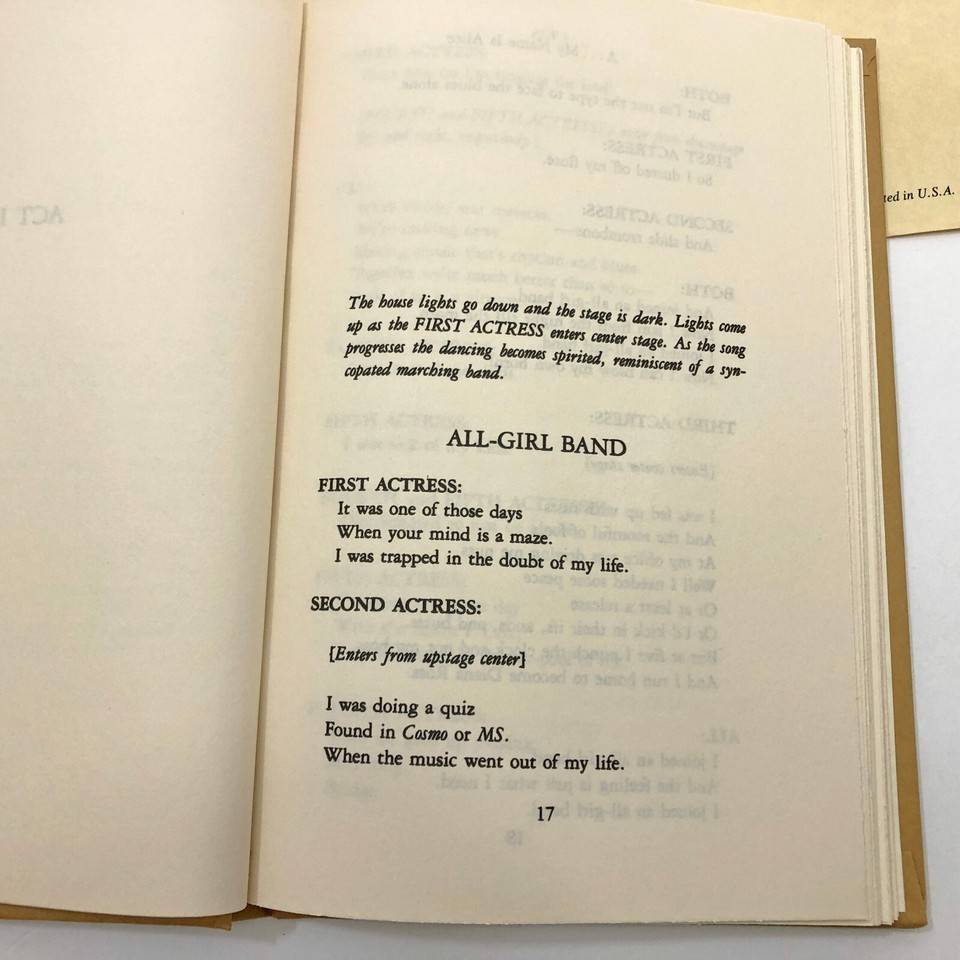 ted in U.S.A.
The house lights go down and the stage is dark. Lights come
up as the FIRST ACTRESS enters center stage. As the song
progresses the dancing becomes spirited, reminiscent of a syn-
copated marching band.
ALL-GIRL BAND
FIRST ACTRESS:
It was one of those days
When your mind is a maze.
I was trapped in the doubt of my life.
SECOND ACTRESS:
[Enters from upstage center]
I was doing a quiz
Found in Cosmo or MS.
When the music went out of my life.
17